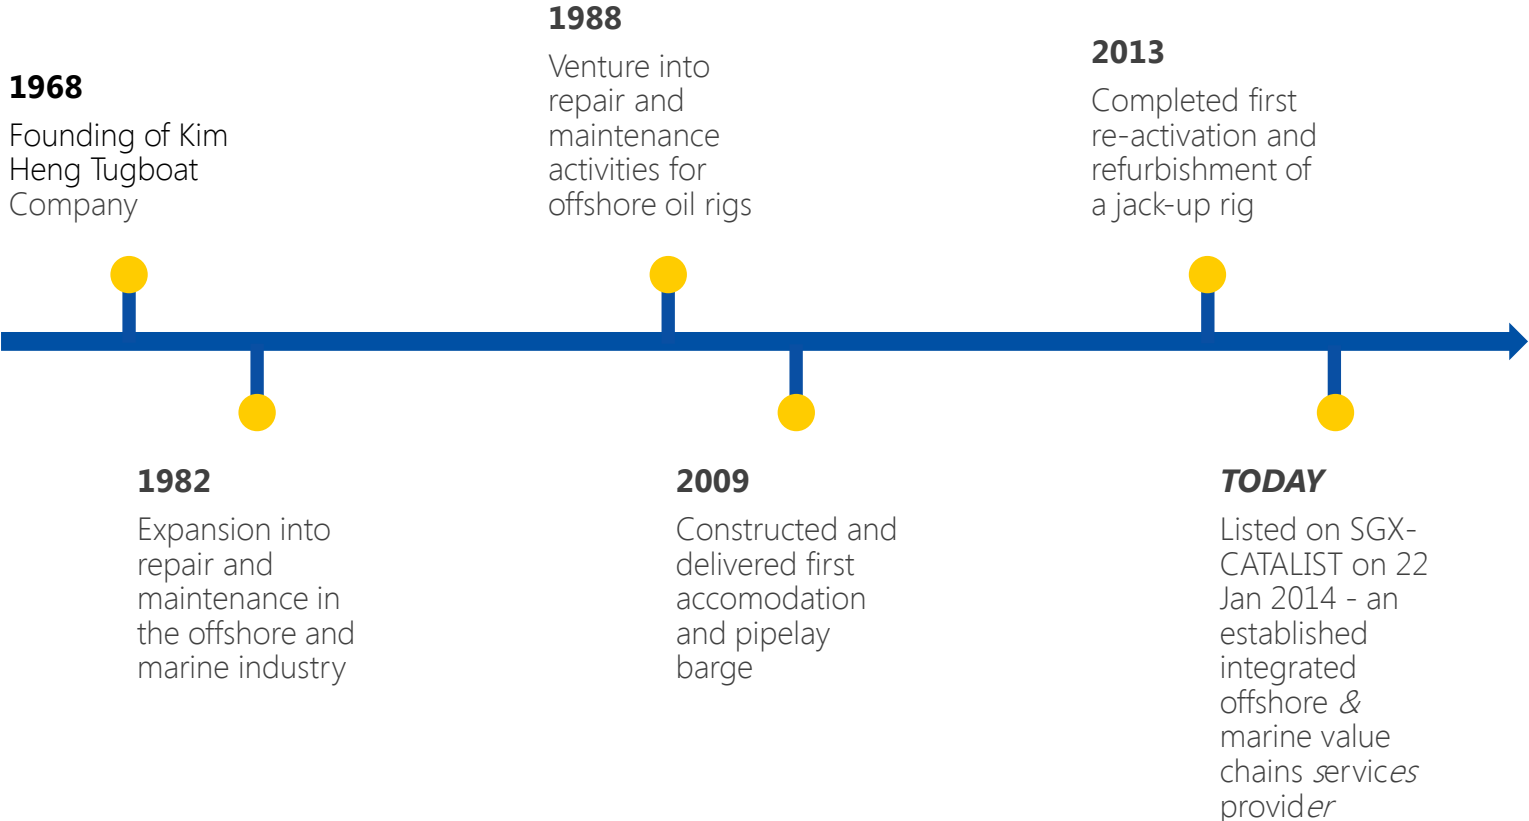 1968
Founding of Kim
Heng Tugboat
Company
1982
Expansion into
repair and
maintenance in
the offshore and
marine industry
1988
Venture into
repair and
maintenance
activities for
offshore oil rigs
2009
Constructed and
delivered first
accomodation
and pipelay
barge
2013
Completed first
re-activation and
refurbishment of
a jack-up rig
TODAY
Listed on SGX-
CATALIST on 22
Jan 2014 - an
established
integrated
offshore &
marine value
chains services
provider